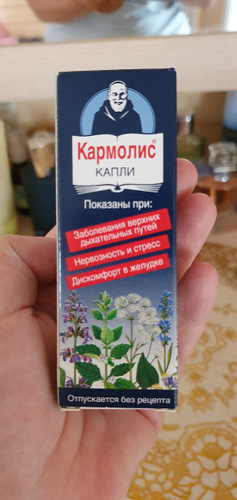 Кармолис®
КАПЛИ
Показаны при:
Заболевания верхних
дыхательных путей
Нервозность и стресс
Дискомфорт в желудке
Отпускается без рецепта